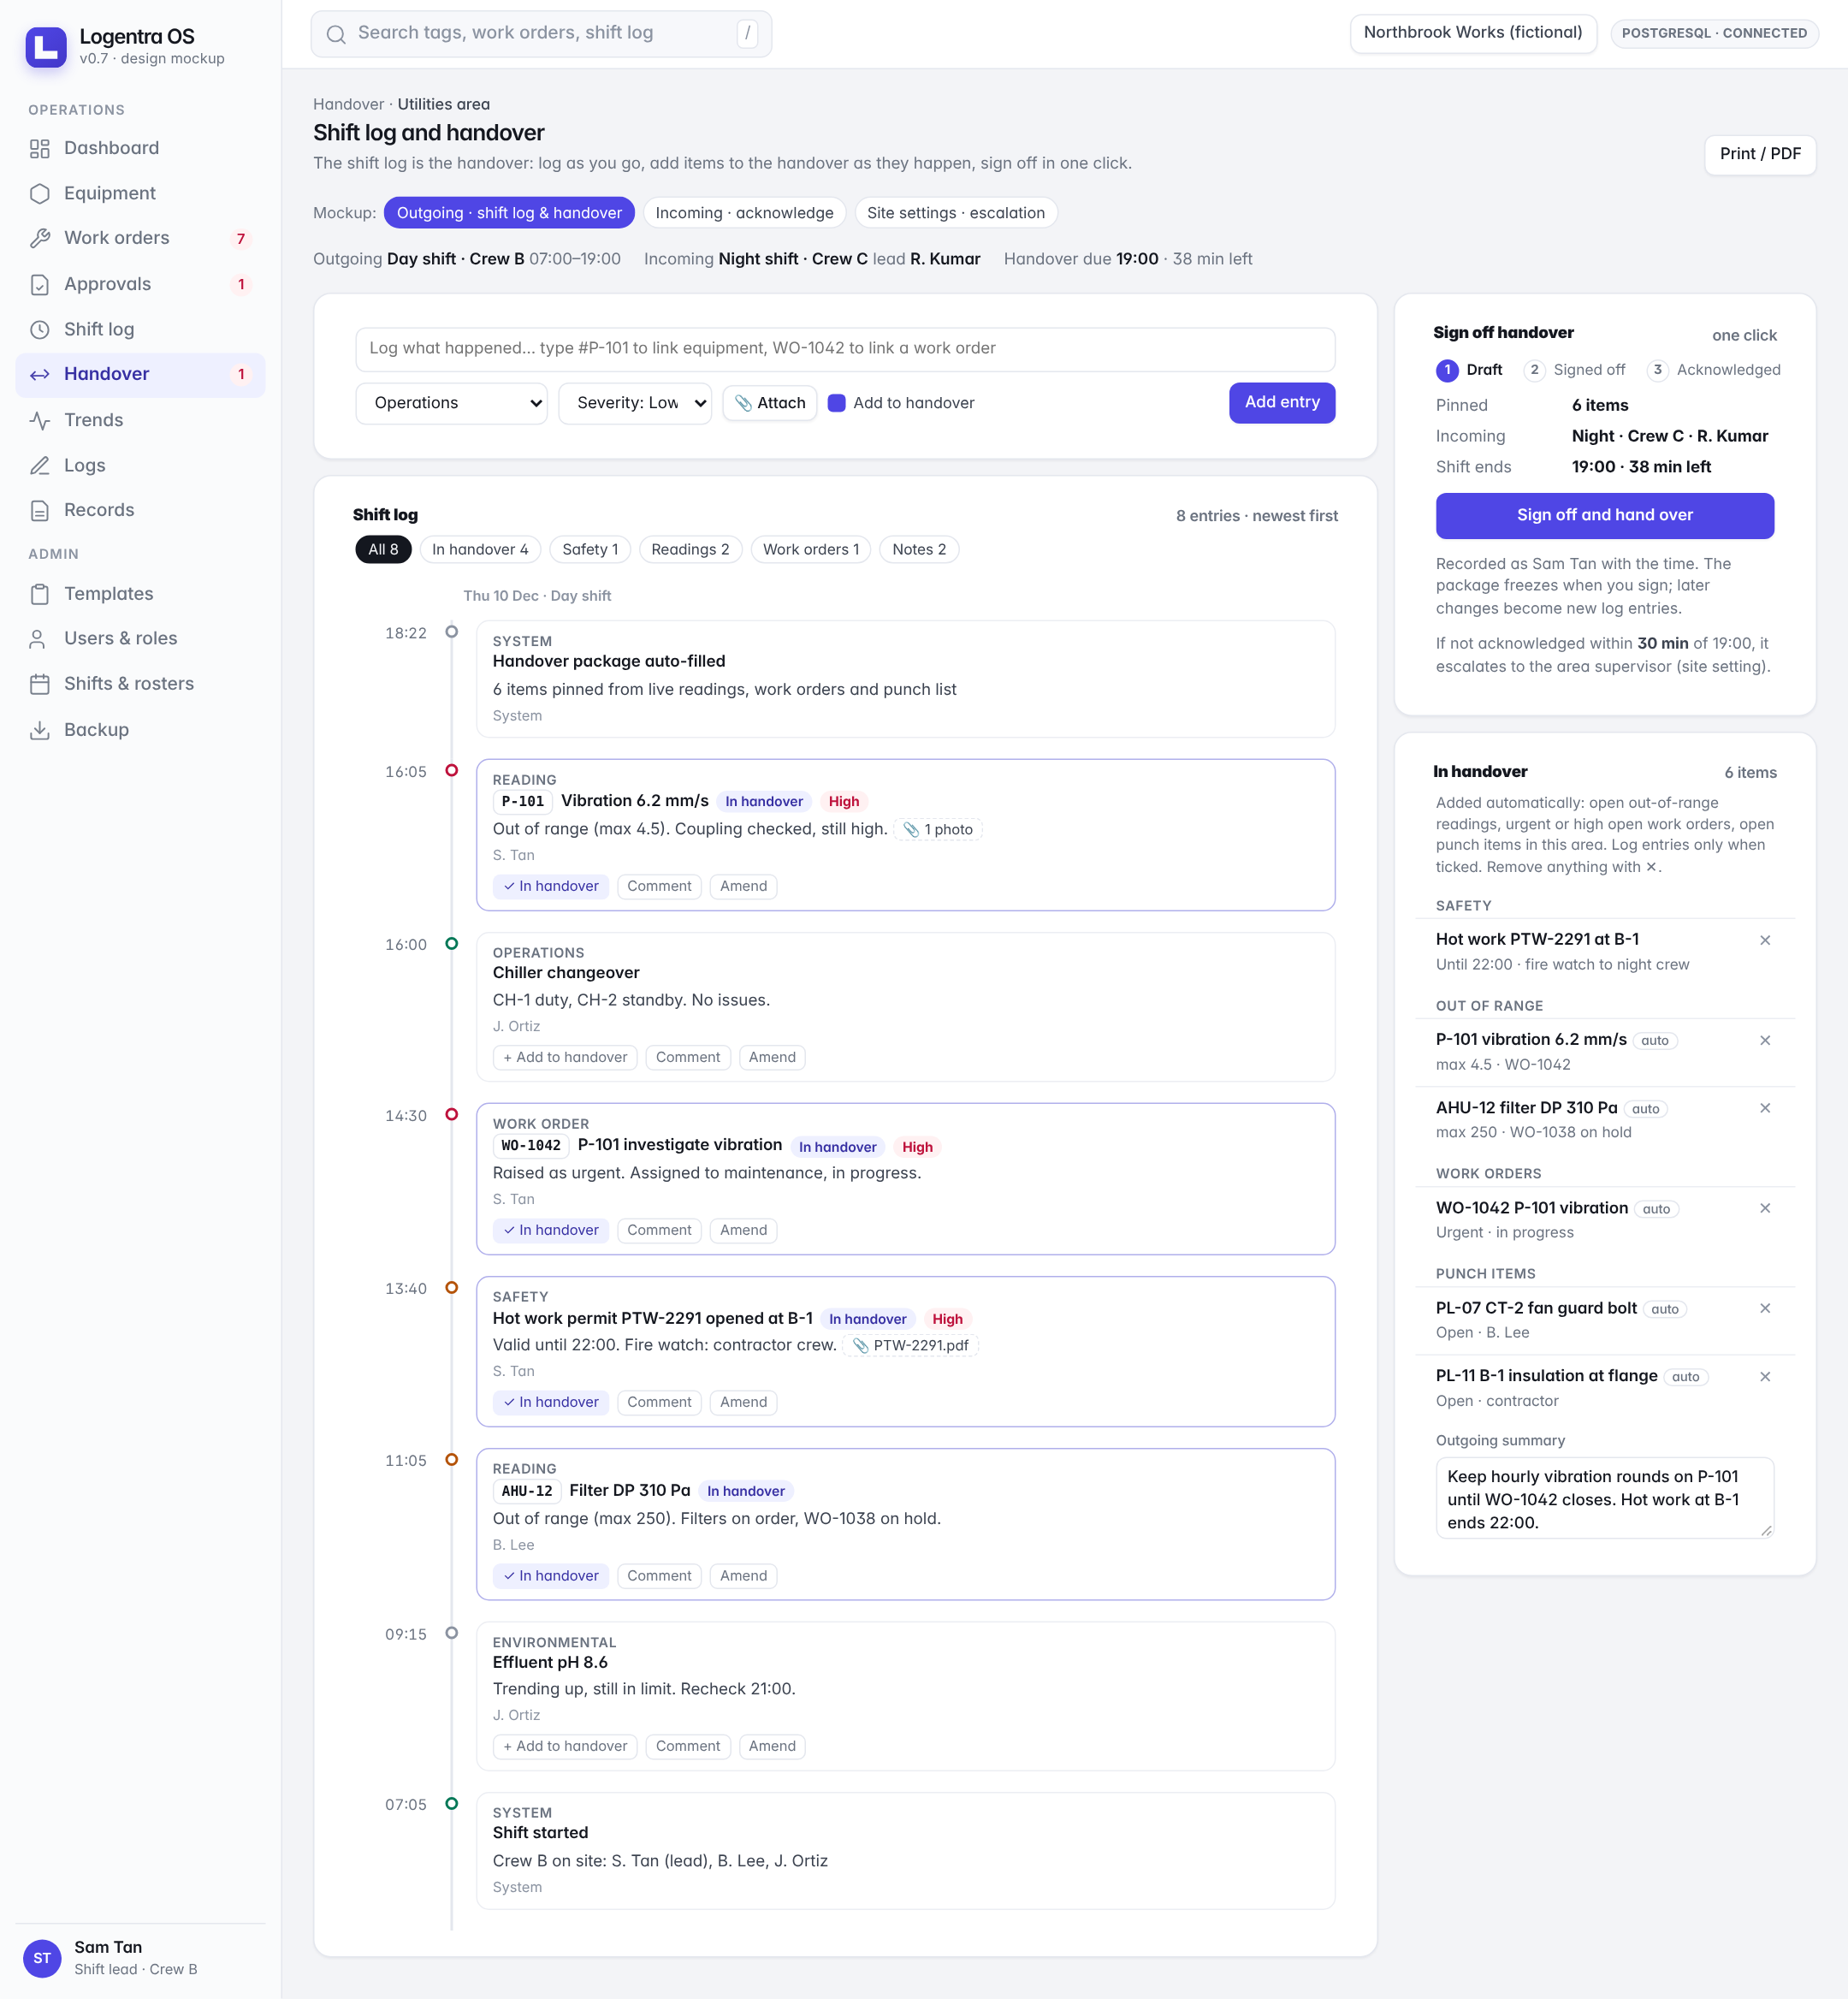 Logentra OS
v0.7 · design mockup
OPERATIONS
Dashboard
Equipment
Work orders 7
Approvals 1
Shift log
Handover 1
Trends
Logs
Records
ADMIN
Templates
Users & roles
Shifts & rosters
Backup
ST
Sam Tan
Shift lead · Crew B
Search tags, work orders, shift log /
Northbrook Works (fictional)
POSTGRESQL · CONNECTED
Handover · Utilities area
Shift log and handover
The shift log is the handover: log as you go, add items to the handover as they happen, sign off in one click.
Print / PDF
Mockup: Outgoing · shift log & handover Incoming · acknowledge Site settings · escalation
Outgoing Day shift · Crew B 07:00–19:00 Incoming Night shift · Crew C lead R. Kumar Handover due 19:00 · 38 min left
Log what happened... type #P-101 to link equipment, WO-1042 to link a work order
Operations Severity: Low 📎 Attach Add to handover Add entry
Shift log 8 entries · newest first
All 8 In handover 4 Safety 1 Readings 2 Work orders 1 Notes 2
Thu 10 Dec · Day shift
18:22
SYSTEM
Handover package auto-filled
6 items pinned from live readings, work orders and punch list
System
16:05
READING
P-101 Vibration 6.2 mm/s In handover High
Out of range (max 4.5). Coupling checked, still high. 📎 1 photo
S. Tan
✓ In handover Comment Amend
16:00
OPERATIONS
Chiller changeover
CH-1 duty, CH-2 standby. No issues.
J. Ortiz
+ Add to handover Comment Amend
14:30
WORK ORDER
WO-1042 P-101 investigate vibration In handover High
Raised as urgent. Assigned to maintenance, in progress.
S. Tan
✓ In handover Comment Amend
13:40
SAFETY
Hot work permit PTW-2291 opened at B-1 In handover High
Valid until 22:00. Fire watch: contractor crew. 📎 PTW-2291.pdf
S. Tan
✓ In handover Comment Amend
11:05
READING
AHU-12 Filter DP 310 Pa In handover
Out of range (max 250). Filters on order, WO-1038 on hold.
B. Lee
✓ In handover Comment Amend
09:15
ENVIRONMENTAL
Effluent pH 8.6
Trending up, still in limit. Recheck 21:00.
J. Ortiz
+ Add to handover Comment Amend
07:05
SYSTEM
Shift started
Crew B on site: S. Tan (lead), B. Lee, J. Ortiz
System
Sign off handover one click
1 Draft 2 Signed off 3 Acknowledged
Pinned 6 items
Incoming Night · Crew C · R. Kumar
Shift ends 19:00 · 38 min left
Sign off and hand over
Recorded as Sam Tan with the time. The
package freezes when you sign; later
changes become new log entries.
If not acknowledged within 30 min of 19:00, it
escalates to the area supervisor (site setting).
In handover 6 items
Added automatically: open out-of-range
readings, urgent or high open work orders, open
punch items in this area. Log entries only when
ticked. Remove anything with ✕.
SAFETY
Hot work PTW-2291 at B-1 ✕
Until 22:00 · fire watch to night crew
OUT OF RANGE
P-101 vibration 6.2 mm/s auto ✕
max 4.5 · WO-1042
AHU-12 filter DP 310 Pa auto ✕
max 250 · WO-1038 on hold
WORK ORDERS
WO-1042 P-101 vibration auto ✕
Urgent · in progress
PUNCH ITEMS
PL-07 CT-2 fan guard bolt auto ✕
Open · B. Lee
PL-11 B-1 insulation at flange auto ✕
Open · contractor
Outgoing summary
Keep hourly vibration rounds on P-101
until WO-1042 closes. Hot work at B-1
ends 22:00.